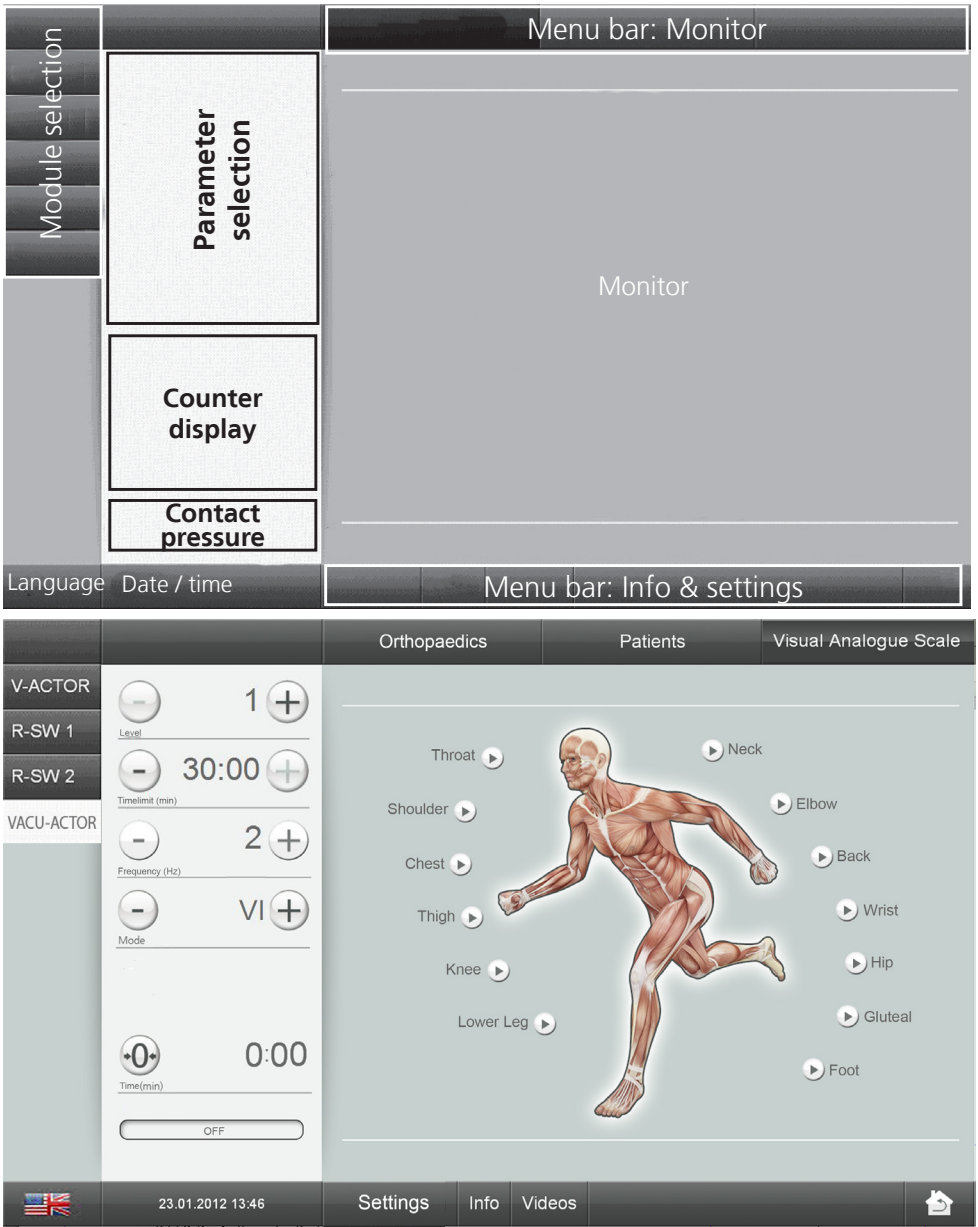 Module selection
Menu bar: Monitor
Parameter
selection
Monitor
Counter
display
Contact
pressure
Language
Date / time
Menu bar: Info & settings
Orthopaedics
Patients
Visual Analogue Scale
V-ACTOR
R-SW 1
R-SW 2
VACU-ACTOR
- 1 +
Level
- 30:00 +
Timelimit (min)
- 2 +
Frequency (Hz)
- VI +
Mode
0 0:00
Time(min)
OFF
Throat
Neck
Shoulder
Elbow
Chest
Back
Thigh
Wrist
Knee
Hip
Lower Leg
Gluteal
Foot
23.01.2012 13:46
Settings
Info
Videos